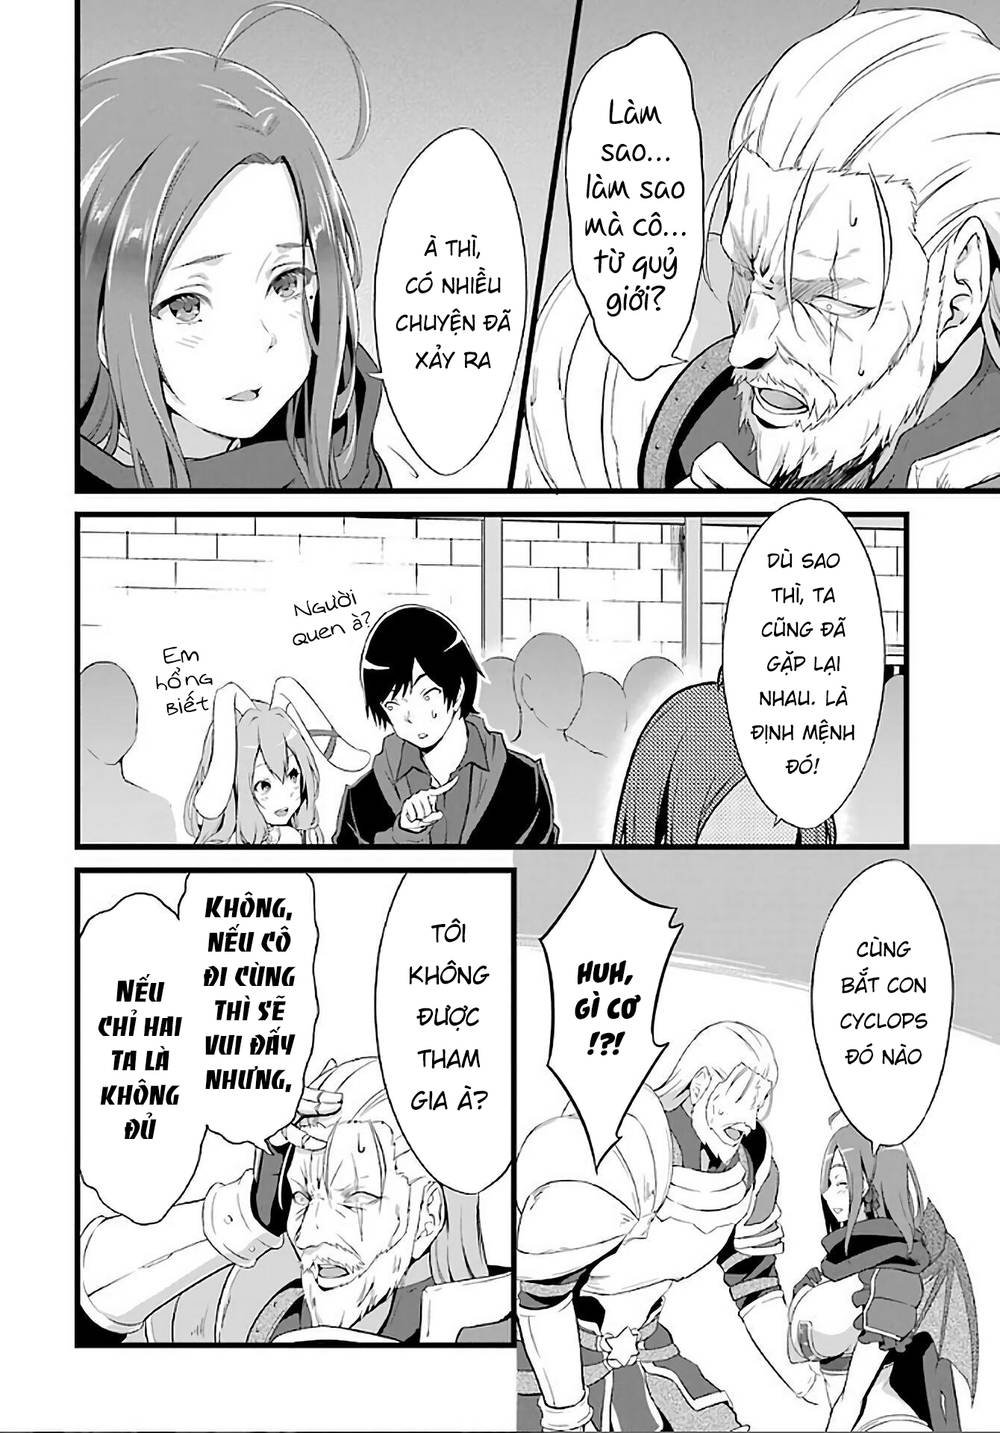 Làm
sao...
làm sao
mà cô...
từ quỷ
giới?
À THÌ,
CÓ NHIỀU
CHUYỆN ĐÃ
XẢY RA
DÙ SAO
THÌ, TA
CŨNG ĐÃ
GẶP LẠI
NHAU. LÀ
ĐỊNH MỆNH
ĐÓ!
Người
quen à?
Em
hổng
biết
CÙNG
BẮT CON
CYCLOPS
ĐÓ NÀO
HUH,
GÌ CƠ
!?!
TÔI
KHÔNG
ĐƯỢC
THAM
GIA À?
KHÔNG,
NẾU CÔ
ĐI CÙNG
THÌ SẼ
VUI ĐẤY
NHƯNG,
NẾU
CHỈ HAI
TA LÀ
KHÔNG
ĐỦ